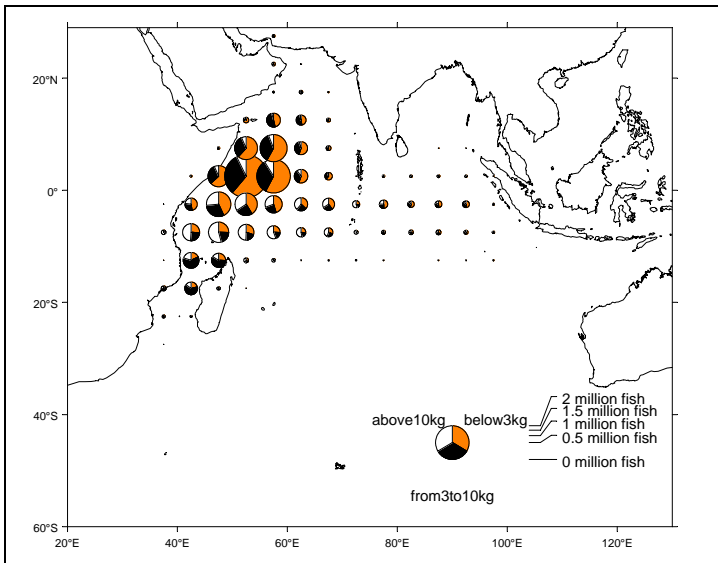 20°N
0°
20°S
40°S
60°S
20°E
40°E
60°E
80°E
100°E
120°E
above10kg
below3kg
from3to10kg
2 million fish
1.5 million fish
1 million fish
0.5 million fish
0 million fish